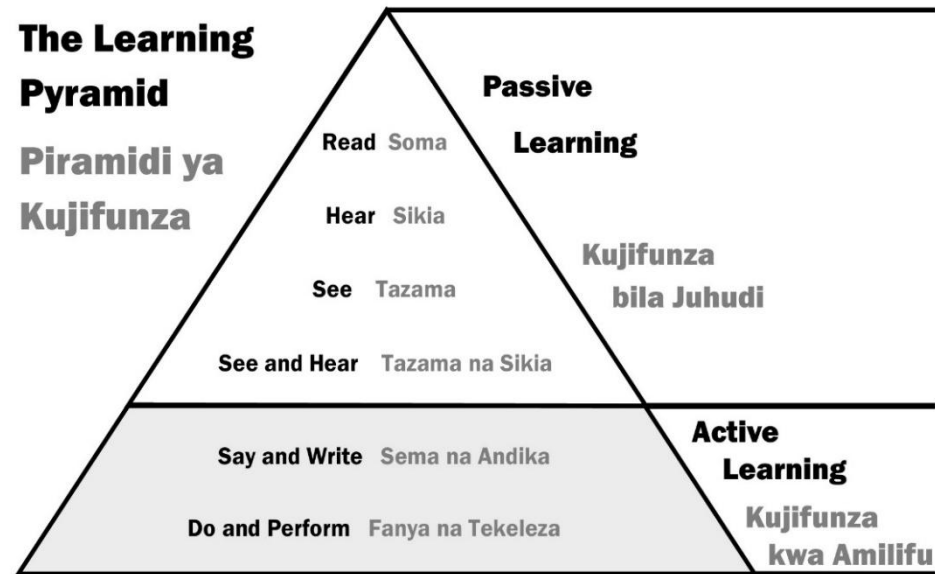 The Learning
Pyramid
Piramidi ya
Kujifunza
Passive
Learning
Kujifunza
bila Juhudi
Read Soma
Hear Sikia
See Tazama
See and Hear Tazama na Sikia
Active
Learning
Kujifunza
kwa Amilifu
Say and Write Sema na Andika
Do and Perform Fanya na Tekeleza